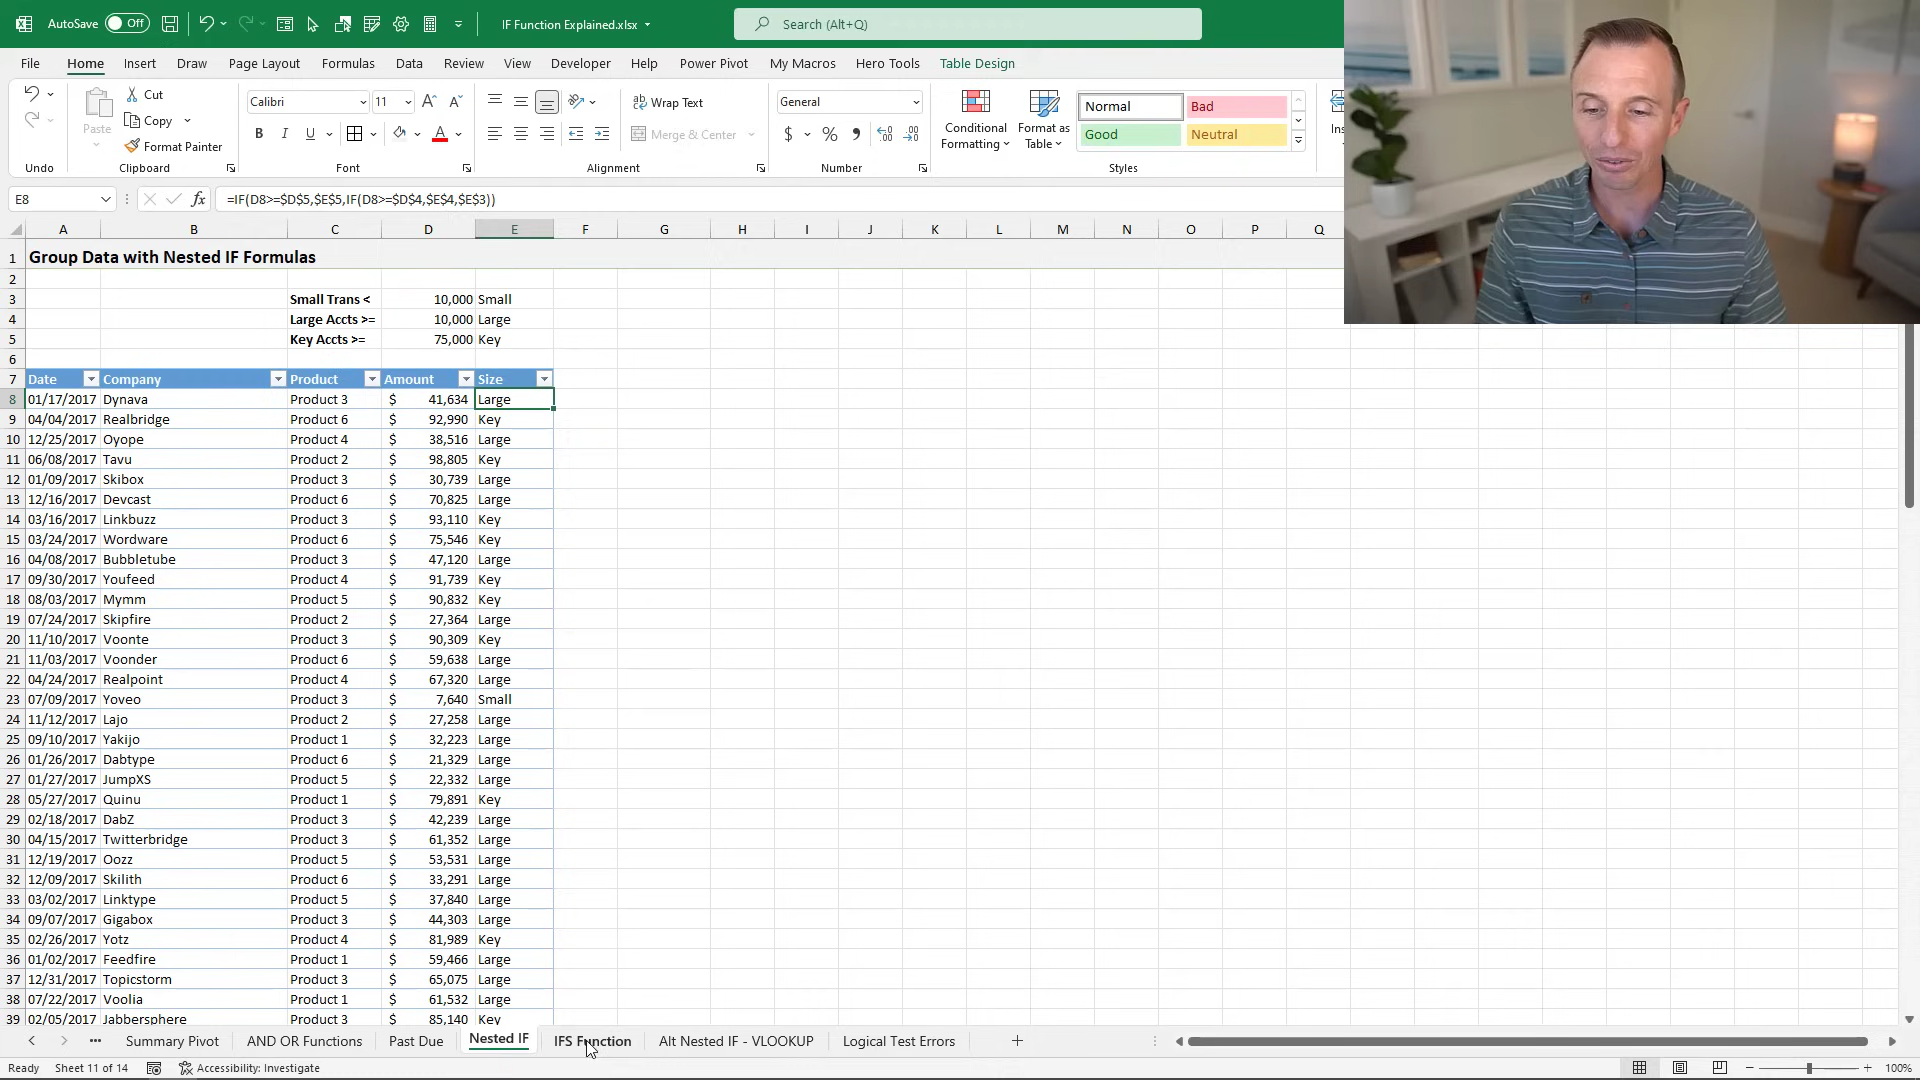 AutoSave Off IF Function Explained.xlsx Search (Alt+Q)
File Home Insert Draw Page Layout Formulas Data Review View Developer Help Power Pivot My Macros Hero Tools Table Design
Paste Cut Calibri 11 Wrap Text General Conditional Formatting Format as Table Normal Bad
Copy Good Neutral
Format Painter B I U A Merge & Center $ % 9
Undo Clipboard Font Alignment Number Styles
E8 fx =IF(D8>=$D$5,$E$5,IF(D8>=$D$4,$E$4,$E$3))
A B C D E F G H I J K L M N O P Q
1 Group Data with Nested IF Formulas
2
3 Small Trans < 10,000 Small
4 Large Accts >= 10,000 Large
5 Key Accts >= 75,000 Key
6
7 Date Company Product Amount Size
8 01/17/2017 Dynava Product 3 $ 41,634 Large
9 04/04/2017 Realbridge Product 6 $ 92,990 Key
10 12/25/2017 Oyope Product 4 $ 38,516 Large
11 06/08/2017 Tavu Product 2 $ 98,805 Key
12 01/09/2017 Skibox Product 3 $ 30,739 Large
13 12/16/2017 Devcast Product 6 $ 70,825 Large
14 03/16/2017 Linkbuzz Product 3 $ 93,110 Key
15 03/24/2017 Wordware Product 6 $ 75,546 Key
16 04/08/2017 Bubbletube Product 3 $ 47,120 Large
17 09/30/2017 Youfeed Product 4 $ 91,739 Key
18 08/03/2017 Mymm Product 5 $ 90,832 Key
19 07/24/2017 Skipfire Product 2 $ 27,364 Large
20 11/10/2017 Voonte Product 3 $ 90,309 Key
21 11/03/2017 Voonder Product 6 $ 59,638 Large
22 04/24/2017 Realpoint Product 4 $ 67,320 Large
23 07/09/2017 Yoveo Product 3 $ 7,640 Small
24 11/12/2017 Lajo Product 2 $ 27,258 Large
25 09/10/2017 Yakijo Product 1 $ 32,223 Large
26 01/26/2017 Dabtype Product 6 $ 21,329 Large
27 01/27/2017 JumpXS Product 5 $ 22,332 Large
28 05/27/2017 Quinu Product 1 $ 79,891 Key
29 02/18/2017 DabZ Product 3 $ 42,239 Large
30 04/15/2017 Twitterbridge Product 4 $ 61,352 Large
31 12/19/2017 Oozz Product 5 $ 53,531 Large
32 12/09/2017 Skilith Product 6 $ 33,291 Large
33 03/02/2017 Linktype Product 5 $ 37,840 Large
34 09/07/2017 Gigabox Product 3 $ 44,303 Large
35 02/26/2017 Yotz Product 4 $ 81,989 Key
36 01/02/2017 Feedfire Product 1 $ 59,466 Large
37 12/31/2017 Topicstorm Product 3 $ 65,075 Large
38 07/22/2017 Voolia Product 1 $ 61,532 Large
39 02/05/2017 Jabbersphere Product 3 $ 85,140 Key
Summary Pivot AND OR Functions Past Due Nested IF IFS Function Alt Nested IF - VLOOKUP Logical Test Errors
Ready Sheet 11 of 14 Accessibility: Investigate 100%